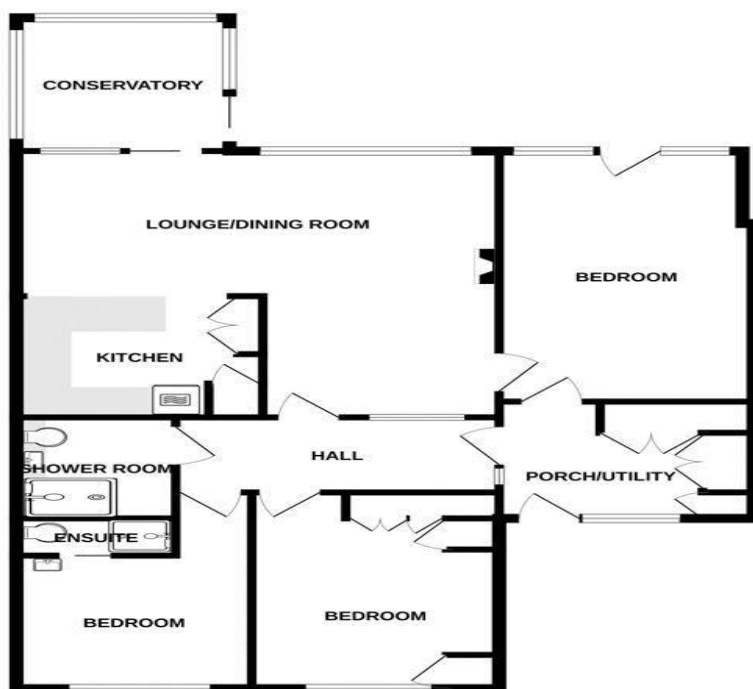 CONSERVATORY
LOUNGE/DINING ROOM
BEDROOM
KITCHEN
HALL
SHOWER ROOM
PORCH/UTILITY
ENSUITE
BEDROOM
BEDROOM